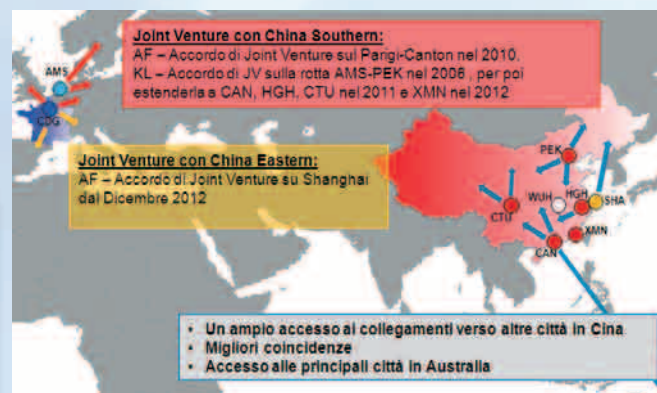 Joint Venture con China Southern:
AF – Accordo di Joint Venture sul Parigi-Canton nel 2010.
KL – Accordo di JV sulla rotta AMS-PEK nel 2006 , per poi
estenderla a CAN, HGH, CTU nel 2011 e XMN nel 2012
AMS
Joint Venture con China Eastern:
AF – Accordo di Joint Venture su Shanghai
dal Dicembre 2012
PEK
WUH
HGH
SHA
CTU
XMN
CAN
• Un ampio accesso ai collegamenti verso altre città in Cina
• Migliori coincidenze
• Accesso alle principali città in Australia